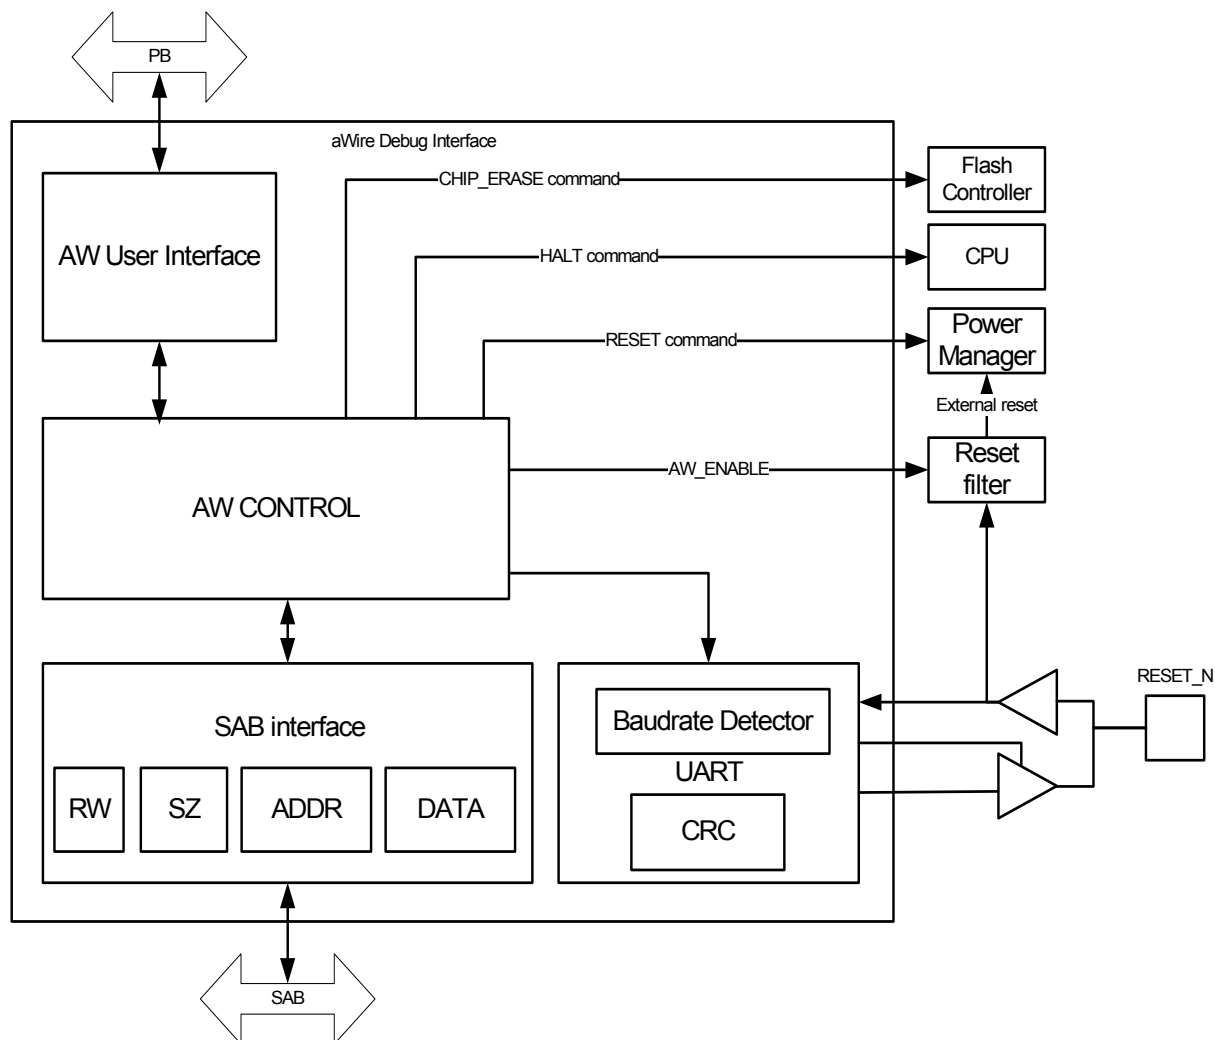 PB
aWire Debug Interface
Flash
Controller
CHIP_ERASE command
AW User Interface
HALT command
CPU
RESET command
Power
Manager
External reset
AW_ENABLE
Reset
filter
AW CONTROL
RESET_N
SAB interface
Baudrate Detector
UART
RW
SZ
ADDR
DATA
CRC
SAB